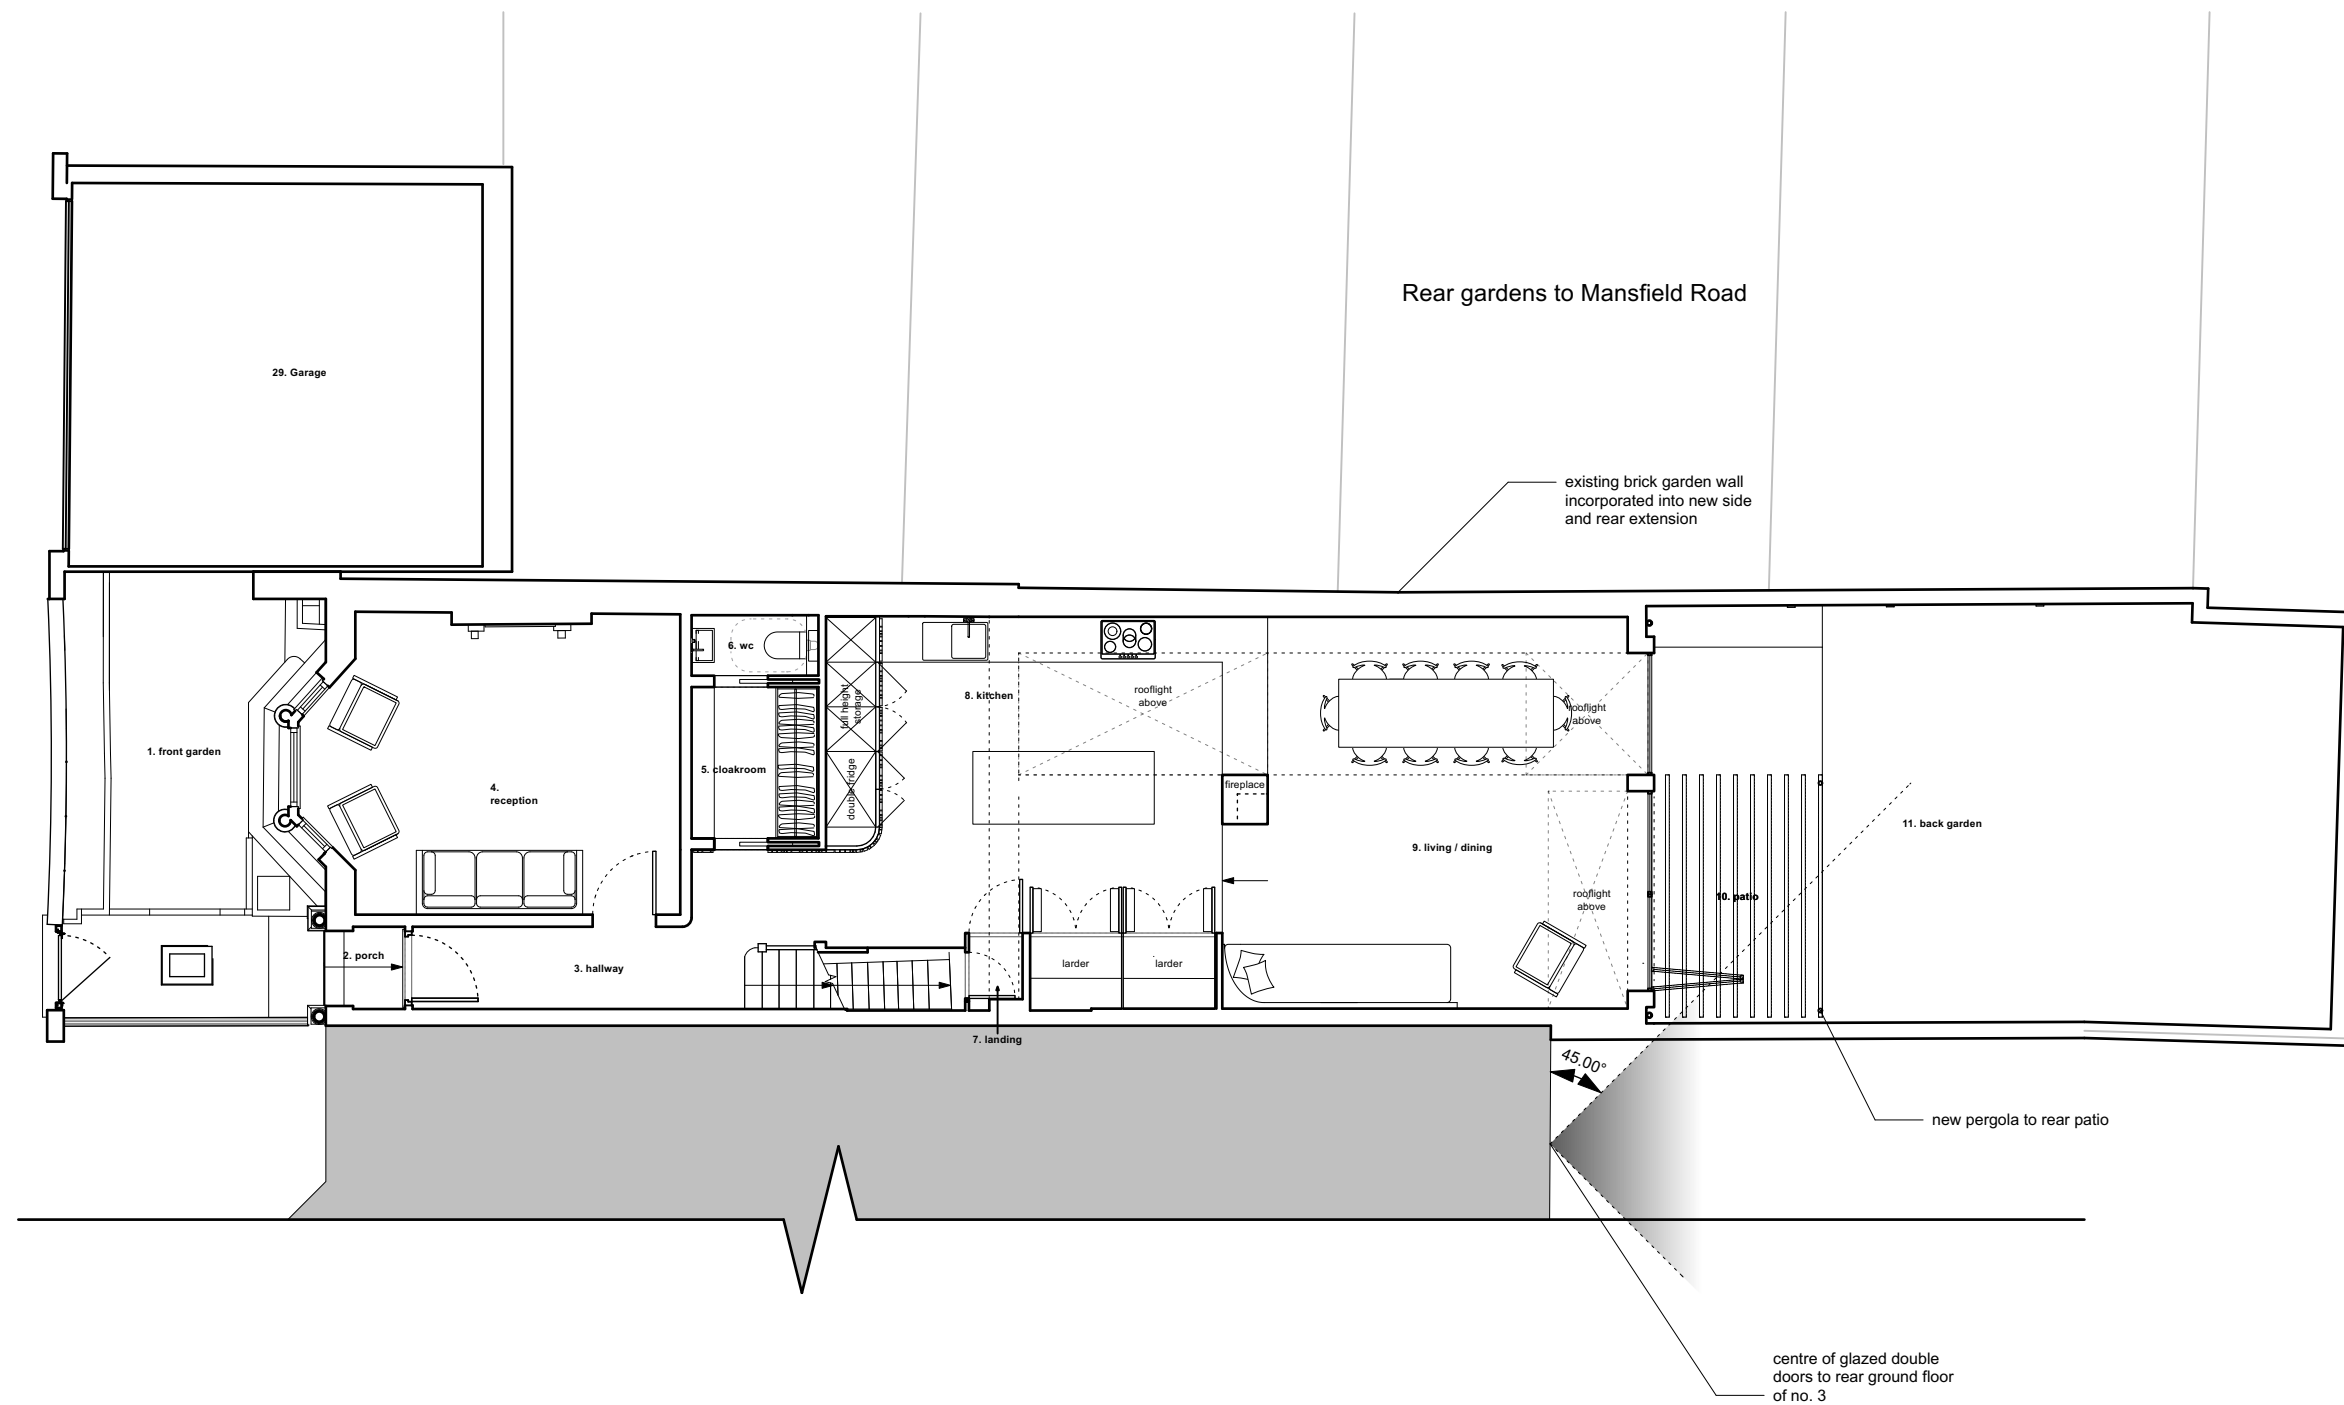 Rear gardens to Mansfield Road
29. Garage
existing brick garden wall
incorporated into new side
and rear extension
6. wc
full height
storage
8. kitchen
rooflight
above
rooflight
above
1. front garden
5. cloakroom
double fridge
fireplace
4.
reception
9. living / dining
11. back garden
rooflight
above
10. patio
2. porch
3. hallway
larder
larder
7. landing
45.00°
new pergola to rear patio
centre of glazed double
doors to rear ground floor
of no. 3